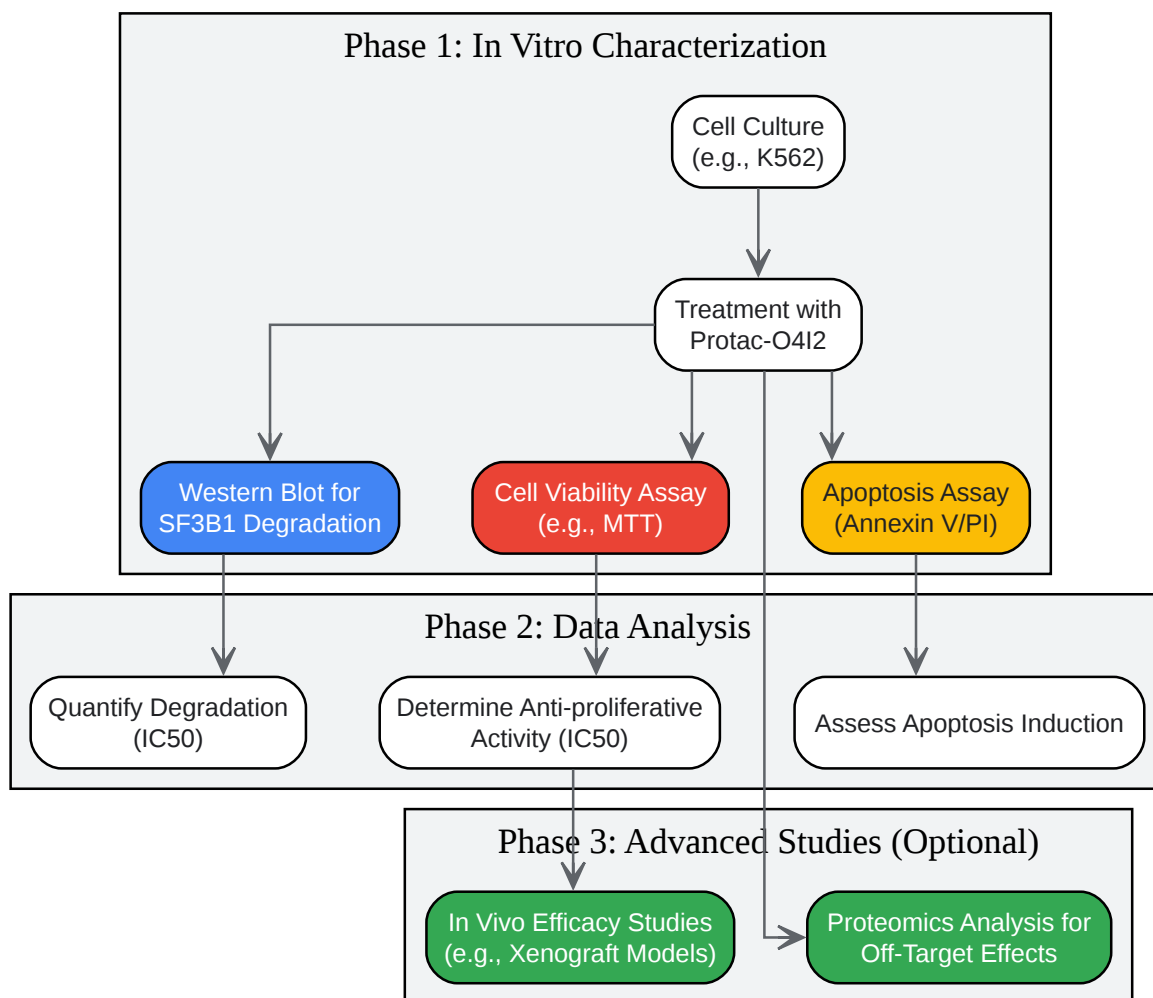 Phase 1: In Vitro Characterization
Cell Culture
(e.g., K562)
Treatment with
Protac-O4I2
Western Blot for
SF3B1 Degradation
Cell Viability Assay
(e.g., MTT)
Apoptosis Assay
(Annexin V/PI)
Phase 2: Data Analysis
Quantify Degradation
(IC50)
Determine Anti-proliferative
Activity (IC50)
Assess Apoptosis Induction
Phase 3: Advanced Studies (Optional)
In Vivo Efficacy Studies
(e.g., Xenograft Models)
Proteomics Analysis for
Off-Target Effects